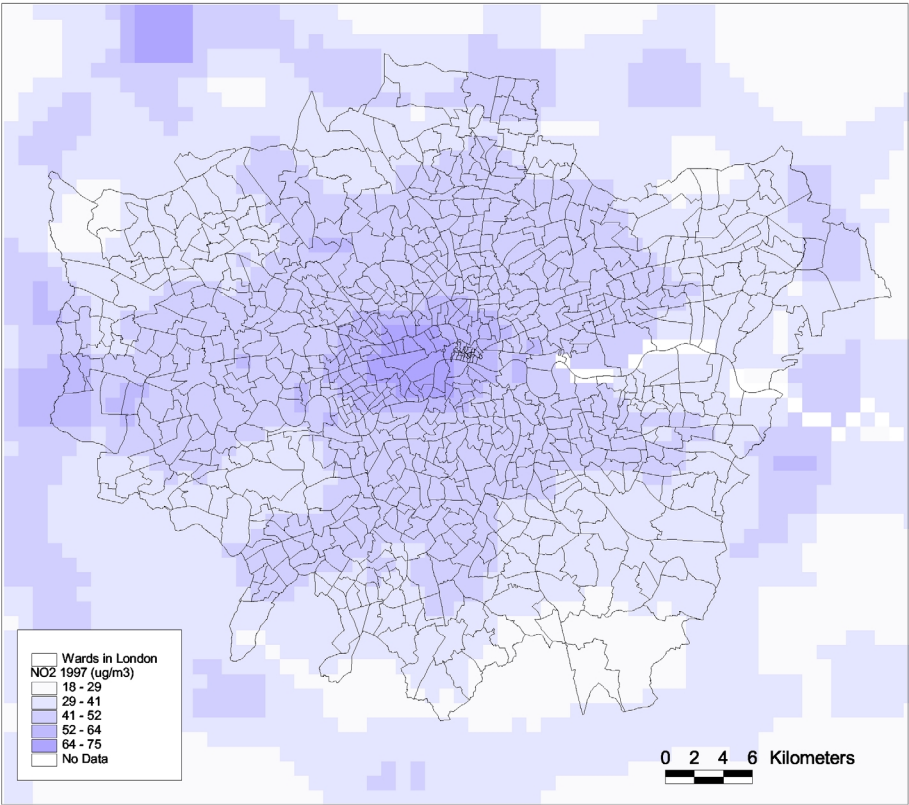 Wards in London
NO2 1997 (ug/m3)
18 - 29
29 - 41
41 - 52
52 - 64
64 - 75
No Data
0 2 4 6 Kilometers